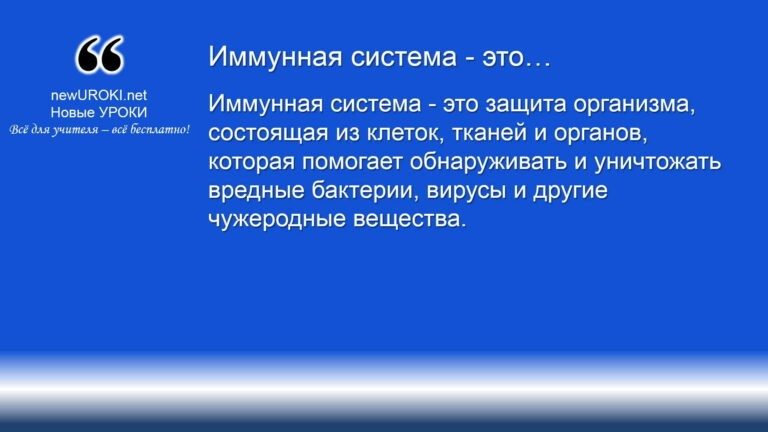 ❝
newUROKI.net
Новые УРОКИ
Всё для учителя – всё бесплатно!
Иммунная система - это…
Иммунная система - это защита организма,
состоящая из клеток, тканей и органов,
которая помогает обнаруживать и уничтожать
вредные бактерии, вирусы и другие
чужеродные вещества.